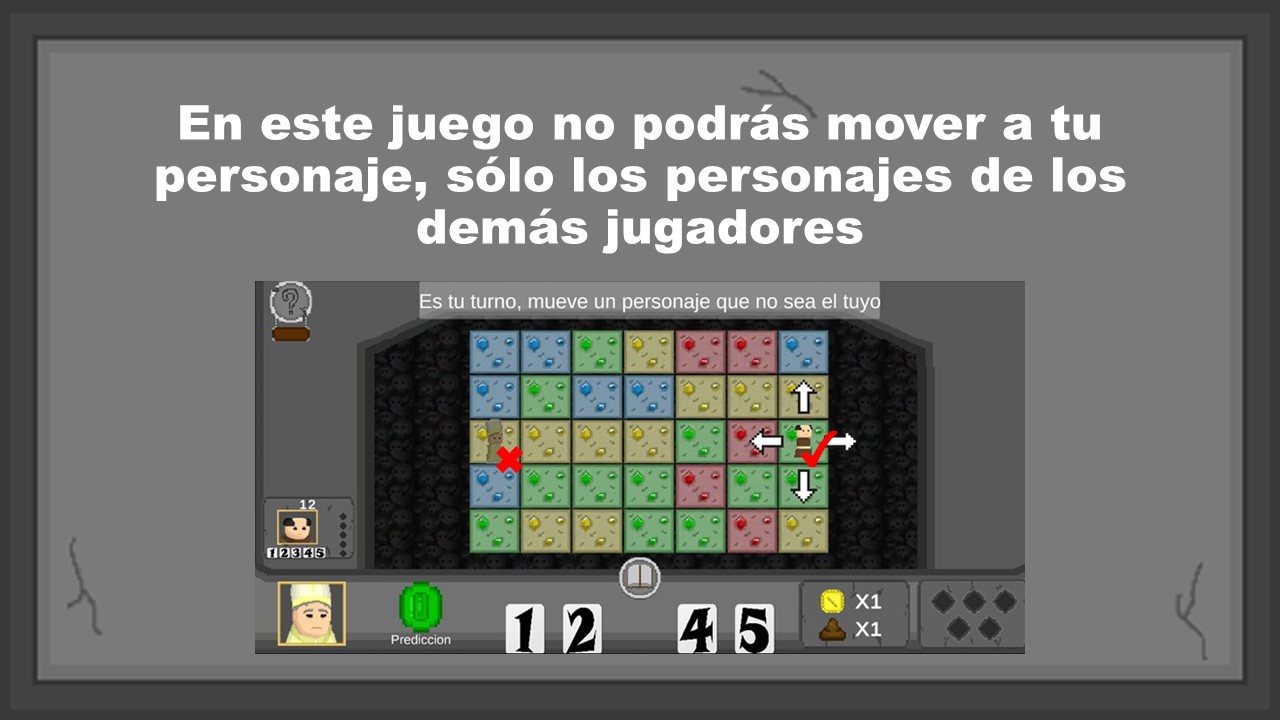 En este juego no podrás mover a tu
personaje, sólo los personajes de los
demás jugadores
?
Es tu turno, mueve un personaje que no sea el tuyo
12
12345
Prediccion
1 2 4 5
X1
X1